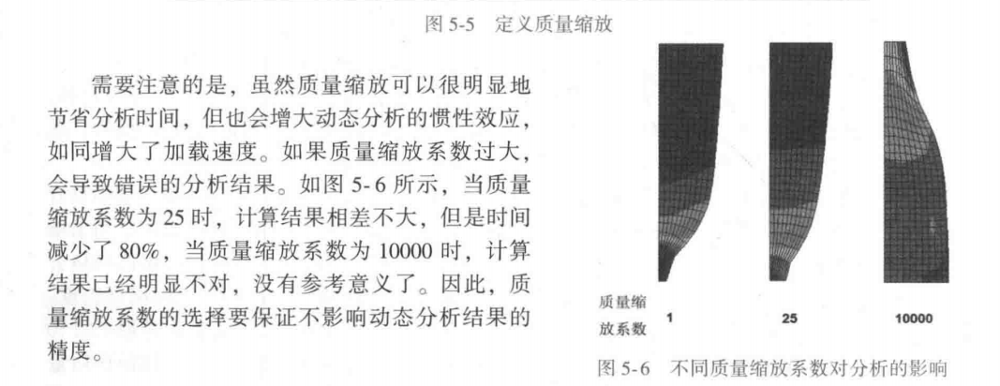 图 5-5 定义质量缩放
需要注意的是，虽然质量缩放可以很明显地
节省分析时间，但也会增大动态分析的惯性效应，
如同增大了加载速度。如果质量缩放系数过大，
会导致错误的分析结果。如图 5-6 所示，当质量
缩放系数为 25 时，计算结果相差不大，但是时间
减少了 80%，当质量缩放系数为 10000 时，计算
结果已经明显不对，没有参考意义了。因此，质
量缩放系数的选择要保证不影响动态分析结果的
精度。
质量缩
放系数
1 25 10000
图 5-6 不同质量缩放系数对分析的影响